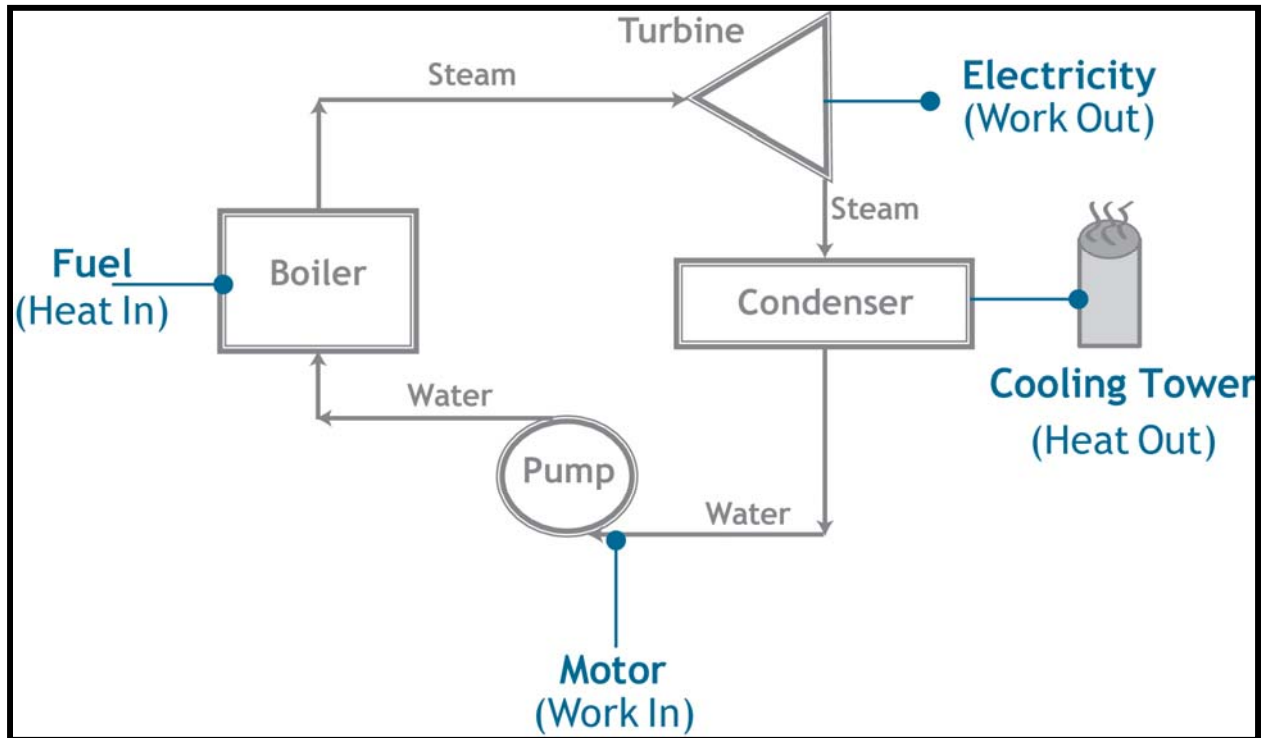 Turbine
Steam
Electricity
(Work Out)
Steam
Fuel
(Heat In)
Boiler
Condenser
Cooling Tower
(Heat Out)
Water
Pump
Water
Motor
(Work In)